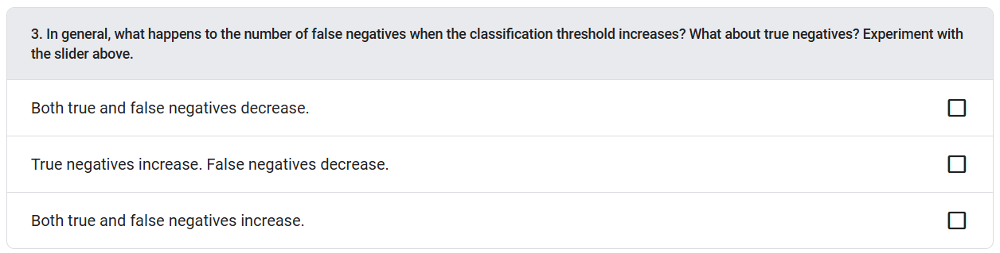 3. In general, what happens to the number of false negatives when the classification threshold increases? What about true negatives? Experiment with
the slider above.
Both true and false negatives decrease.
True negatives increase. False negatives decrease.
Both true and false negatives increase.